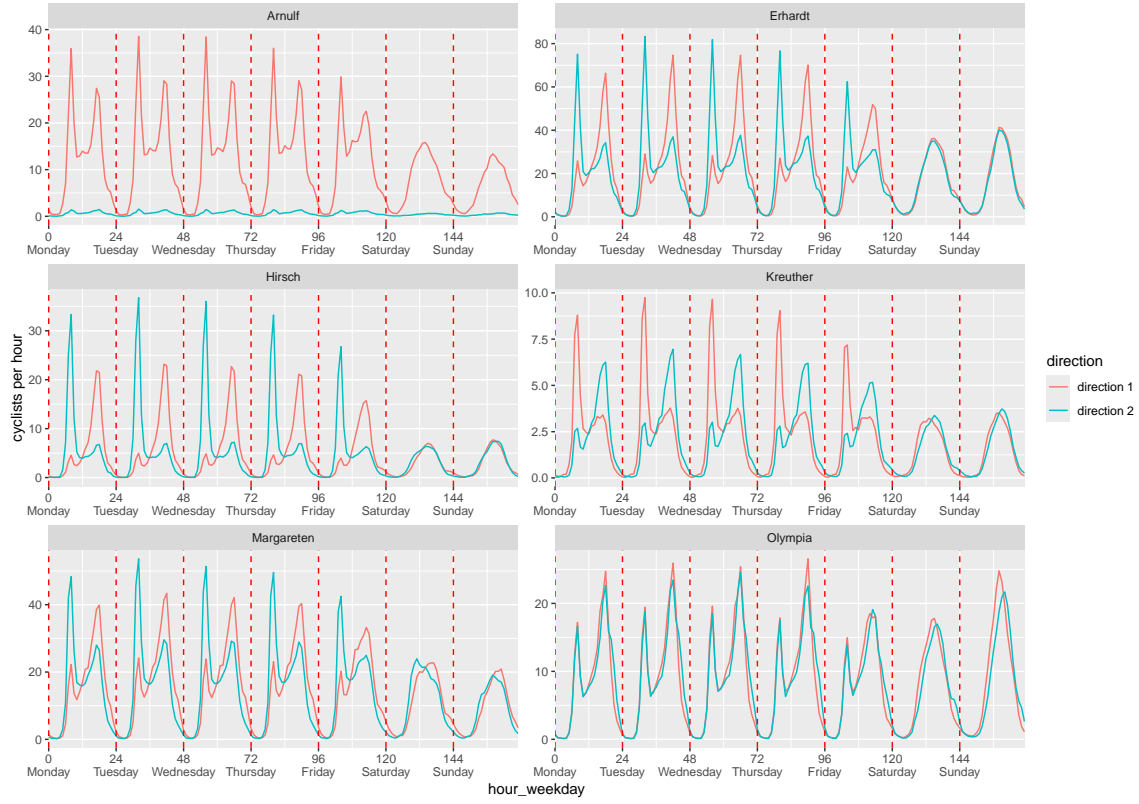 Arnulf
Erhardt
40
30
20
10
0
80
60
40
20
0
0 24 48 72 96 120 144
Monday Tuesday Wednesday Thursday Friday Saturday Sunday
0 24 48 72 96 120 144
Monday Tuesday Wednesday Thursday Friday Saturday Sunday
Hirsch
Kreuther
30
20
10
0
10.0
7.5
5.0
2.5
0.0
0 24 48 72 96 120 144
Monday Tuesday Wednesday Thursday Friday Saturday Sunday
0 24 48 72 96 120 144
Monday Tuesday Wednesday Thursday Friday Saturday Sunday
Margareten
Olympia
40
20
0
20
10
0
0 24 48 72 96 120 144
Monday Tuesday Wednesday Thursday Friday Saturday Sunday
0 24 48 72 96 120 144
Monday Tuesday Wednesday Thursday Friday Saturday Sunday
cyclists per hour
hour_weekday
direction
direction 1
direction 2